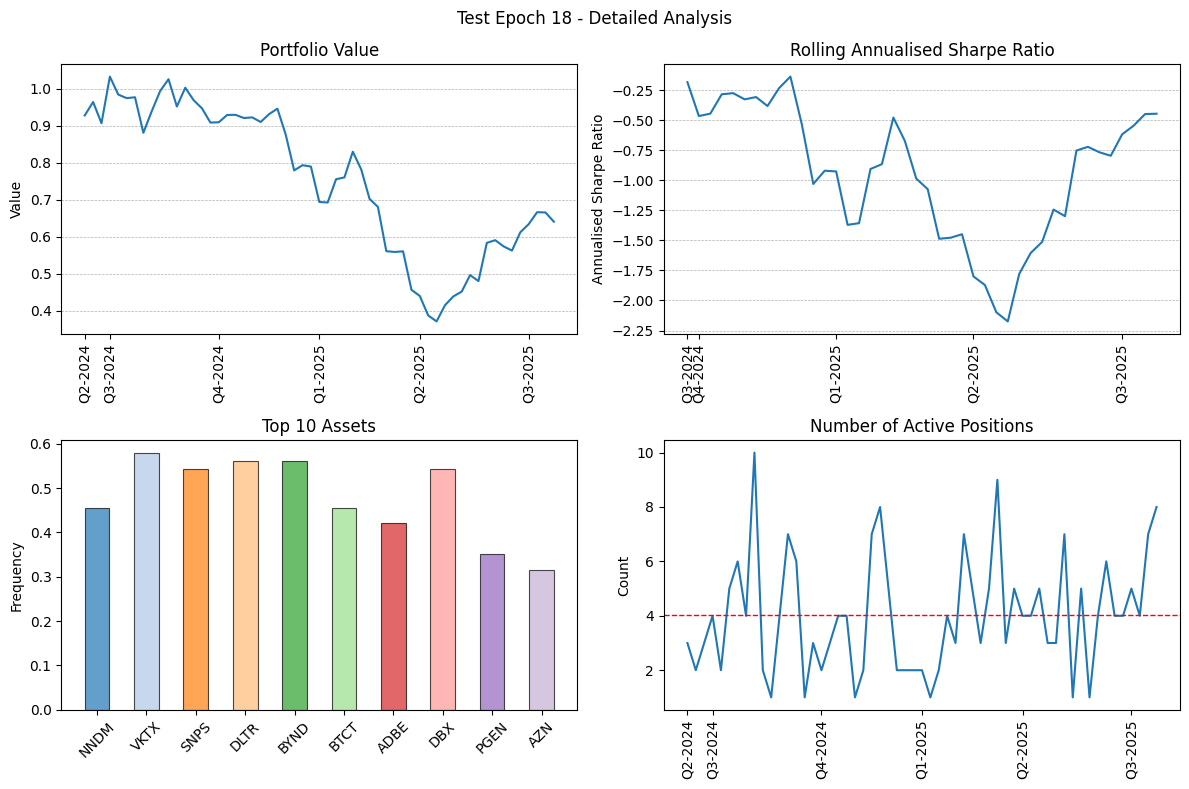 Test Epoch 18 - Detailed Analysis
Portfolio Value
Value
1.0
0.9
0.8
0.7
0.6
0.5
0.4
Q2-2024
Q3-2024
Q4-2024
Q1-2025
Q2-2025
Q3-2025
Rolling Annualised Sharpe Ratio
Annualised Sharpe Ratio
−0.25
−0.50
−0.75
−1.00
−1.25
−1.50
−1.75
−2.00
−2.25
Q3-2024
Q4-2024
Q1-2025
Q2-2025
Q3-2025
Top 10 Assets
Frequency
0.6
0.5
0.4
0.3
0.2
0.1
0.0
NNDM
VKTX
SNPS
DLTR
BYND
BTCT
ADBE
DBX
PGEN
AZN
Number of Active Positions
Count
10
8
6
4
2
Q2-2024
Q3-2024
Q4-2024
Q1-2025
Q2-2025
Q3-2025